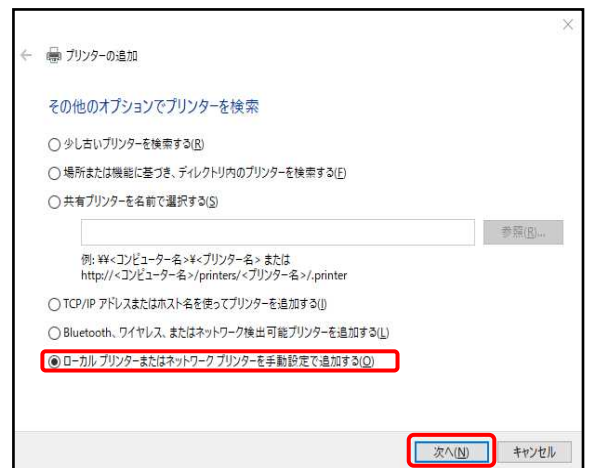 プリンターの追加
その他のオプションでプリンターを検索
少し古いプリンターを検索する(R)
場所または機能に基づき、ディレクトリ内のプリンターを検索する(F)
共有プリンターを名前で選択する(S)
参照(R)...
例: ¥¥<コンピューター名>¥<プリンター名> または
http://<コンピューター名>/printers/<プリンター名>/.printer
TCP/IP アドレスまたはホスト名を使ってプリンターを追加する(I)
Bluetooth、ワイヤレス、またはネットワーク検出可能プリンターを追加する(L)
ローカル プリンターまたはネットワーク プリンターを手動設定で追加する(O)
次へ(N) キャンセル